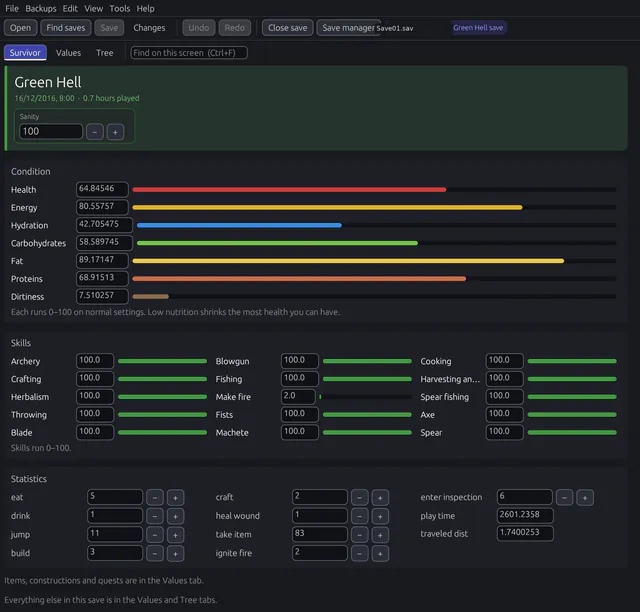 File Backups Edit View Tools Help
Open Find saves Save Changes Undo Redo Close save Save manager Save01.sav Green Hell save
Survivor Values Tree Find on this screen (Ctrl+F)
Green Hell
16/12/2016, 8:00 · 0.7 hours played
Sanity
100 − +
Condition
Health 64.84546
Energy 80.55757
Hydration 42.705475
Carbohydrates 58.589745
Fat 89.17147
Proteins 68.91513
Dirtiness 7.510257
Each runs 0–100 on normal settings. Low nutrition shrinks the most health you can have.
Skills
Archery 100.0 Blowgun 100.0 Cooking 100.0
Crafting 100.0 Fishing 100.0 Harvesting an... 100.0
Herbalism 100.0 Make fire 2.0 Spear fishing 100.0
Throwing 100.0 Fists 100.0 Axe 100.0
Blade 100.0 Machete 100.0 Spear 100.0
Skills run 0–100.
Statistics
eat 5 − + craft 2 − + enter inspection 6 − +
drink 1 − + heal wound 1 − + play time 2601.2358
jump 11 − + take item 83 − + traveled dist 1.7400253
build 3 − + ignite fire 2 − +
Items, constructions and quests are in the Values tab.
Everything else in this save is in the Values and Tree tabs.